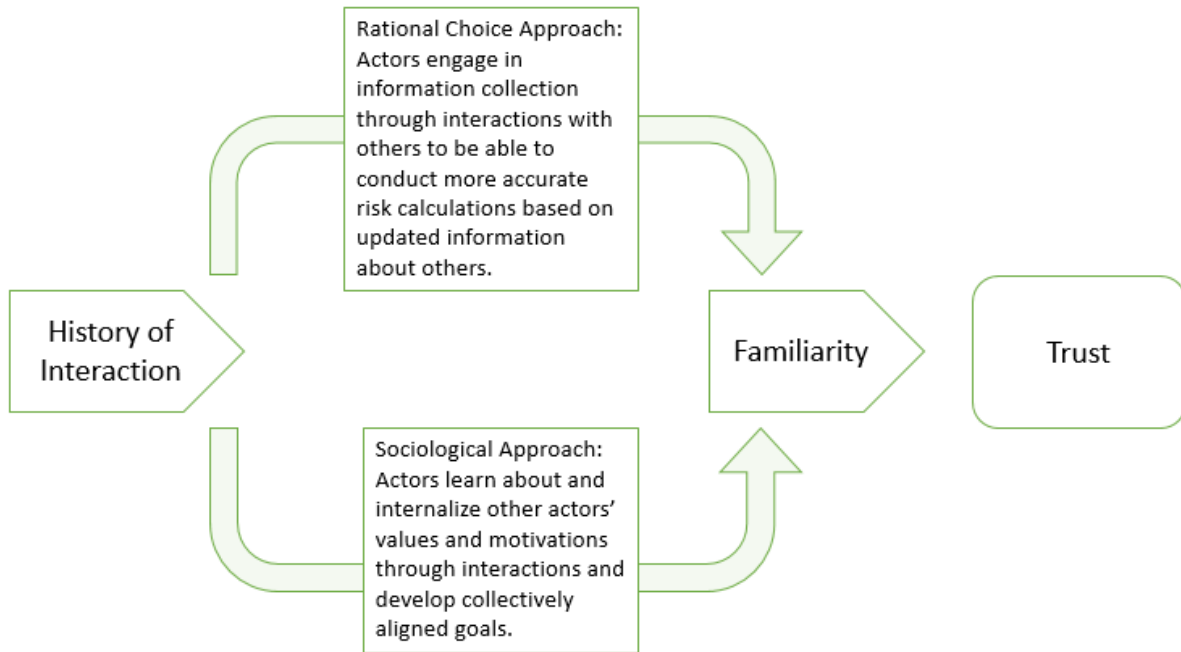 Rational Choice Approach:
Actors engage in
information collection
through interactions with
others to be able to
conduct more accurate
risk calculations based on
updated information
about others.
History of
Interaction
Familiarity
Trust
Sociological Approach:
Actors learn about and
internalize other actors’
values and motivations
through interactions and
develop collectively
aligned goals.